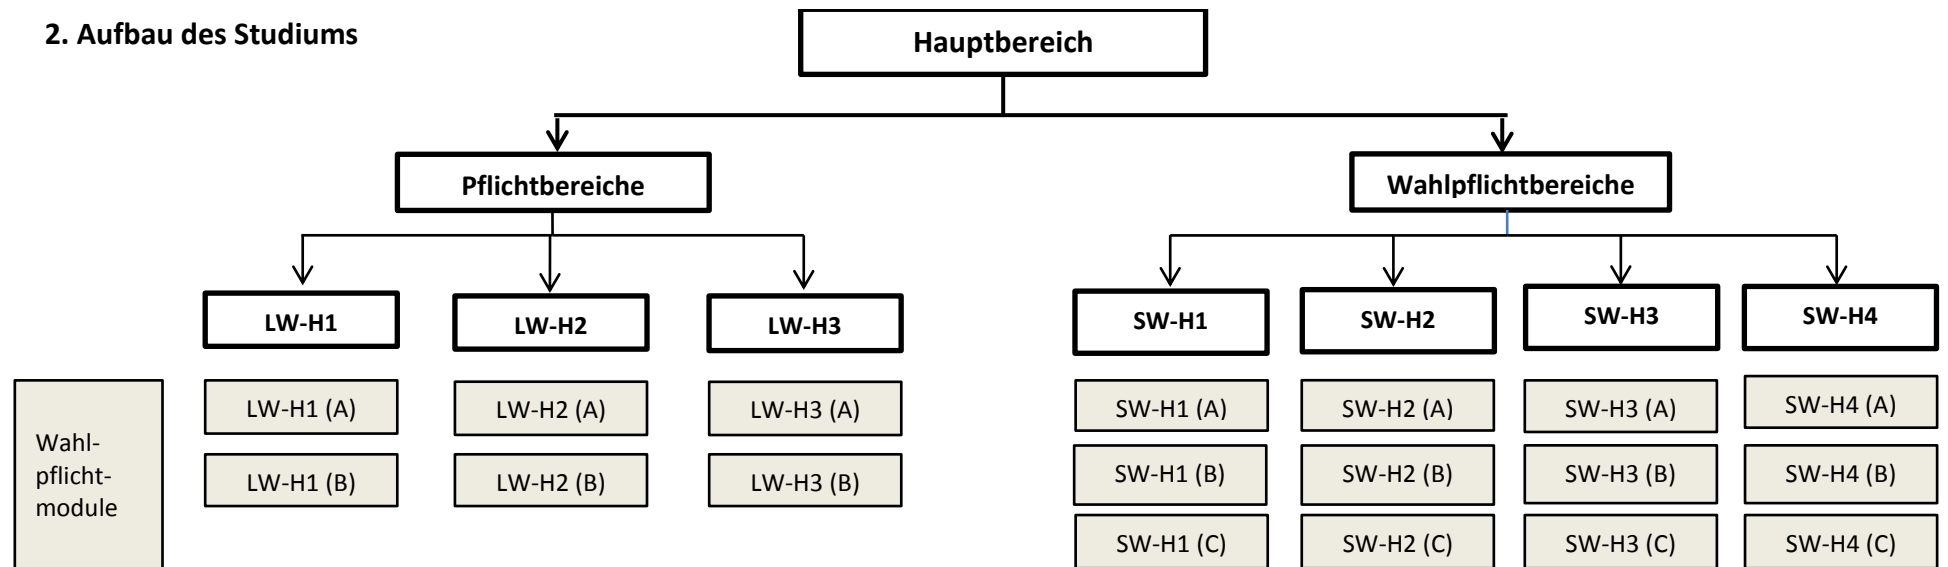 2. Aufbau des Studiums
Hauptbereich
Pflichtbereiche
Wahlpflichtbereiche
LW-H1
LW-H2
LW-H3
SW-H1
SW-H2
SW-H3
SW-H4
Wahl-
pflicht-
module
LW-H1 (A)
LW-H2 (A)
LW-H3 (A)
SW-H1 (A)
SW-H2 (A)
SW-H3 (A)
SW-H4 (A)
LW-H1 (B)
LW-H2 (B)
LW-H3 (B)
SW-H1 (B)
SW-H2 (B)
SW-H3 (B)
SW-H4 (B)
SW-H1 (C)
SW-H2 (C)
SW-H3 (C)
SW-H4 (C)